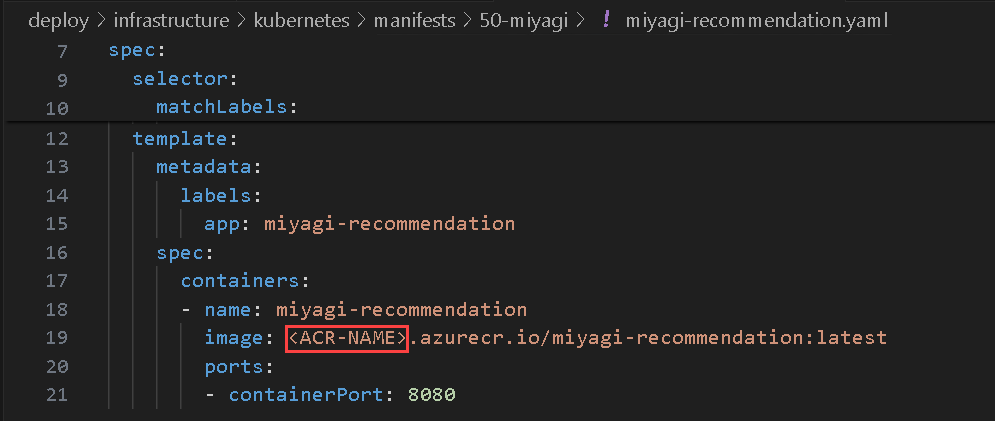 deploy > infrastructure > kubernetes > manifests > 50-miyagi > ! miyagi-recommendation.yaml
7 spec:
9 selector:
10 matchLabels:
12 template:
13 metadata:
14 labels:
15 app: miyagi-recommendation
16 spec:
17 containers:
18 - name: miyagi-recommendation
19 image: <ACR-NAME>.azurecr.io/miyagi-recommendation:latest
20 ports:
21 - containerPort: 8080